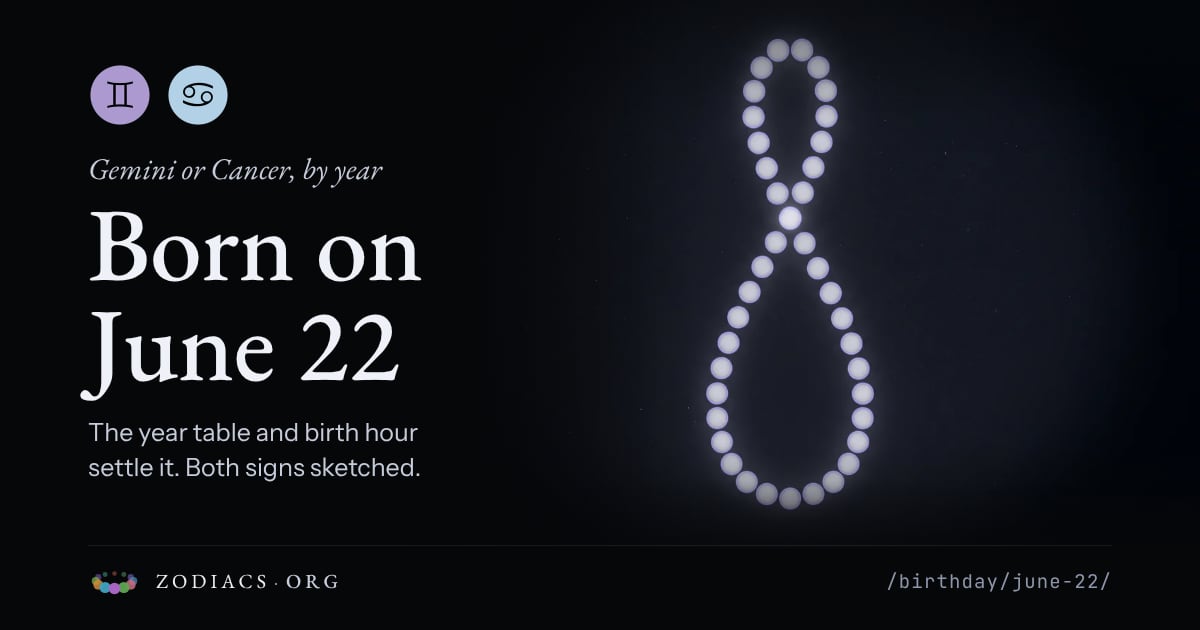 ♊ ♋
Gemini or Cancer, by year
Born on
June 22
The year table and birth hour
settle it. Both signs sketched.
ZODIACS·ORG
/birthday/june-22/